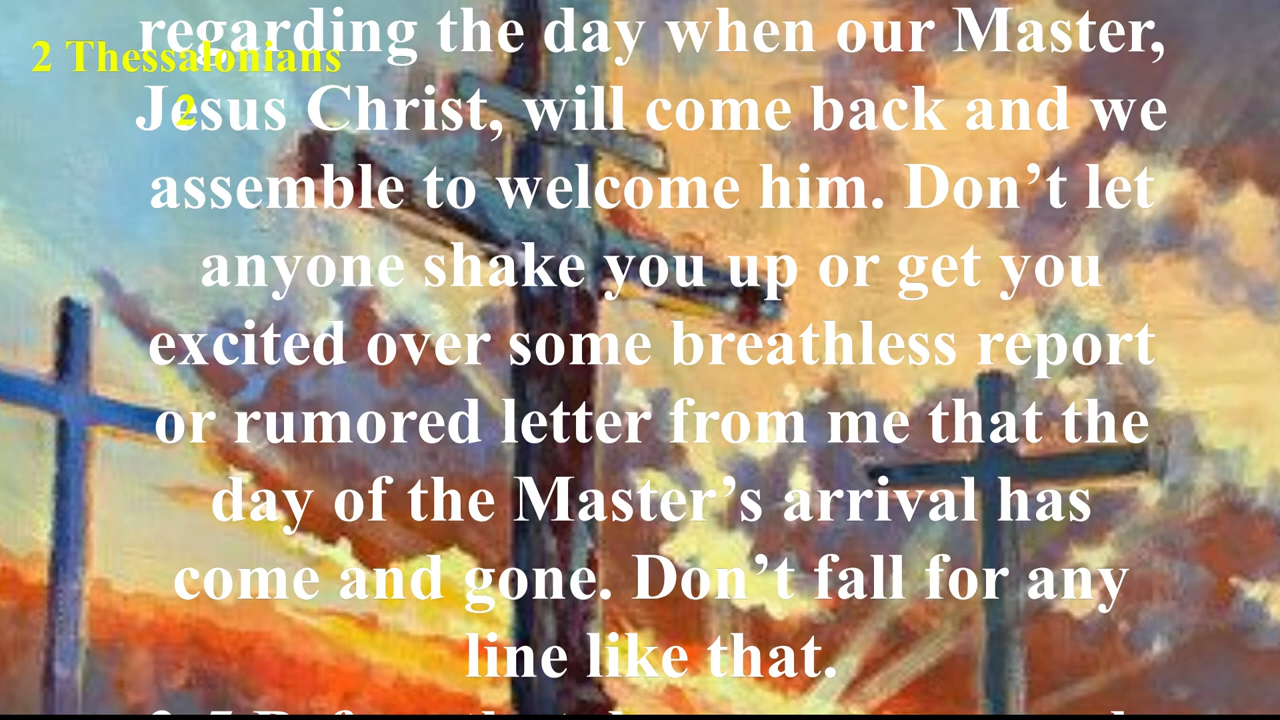 regarding the day when our Master,
2 Thessalonians
2
Jesus Christ, will come back and we
assemble to welcome him. Don’t let
anyone shake you up or get you
excited over some breathless report
or rumored letter from me that the
day of the Master’s arrival has
come and gone. Don’t fall for any
line like that.